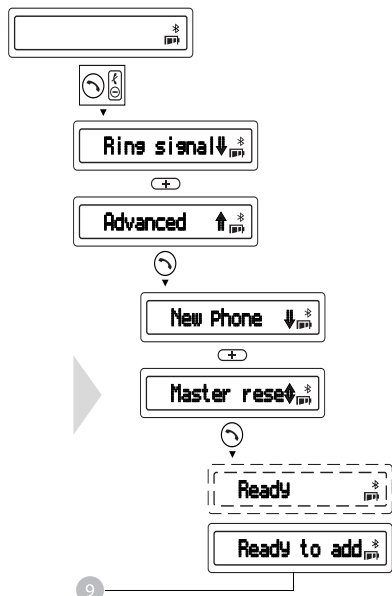 Ring signal
+
Advanced
New Phone
+
Master rese
Ready
Ready to add
9